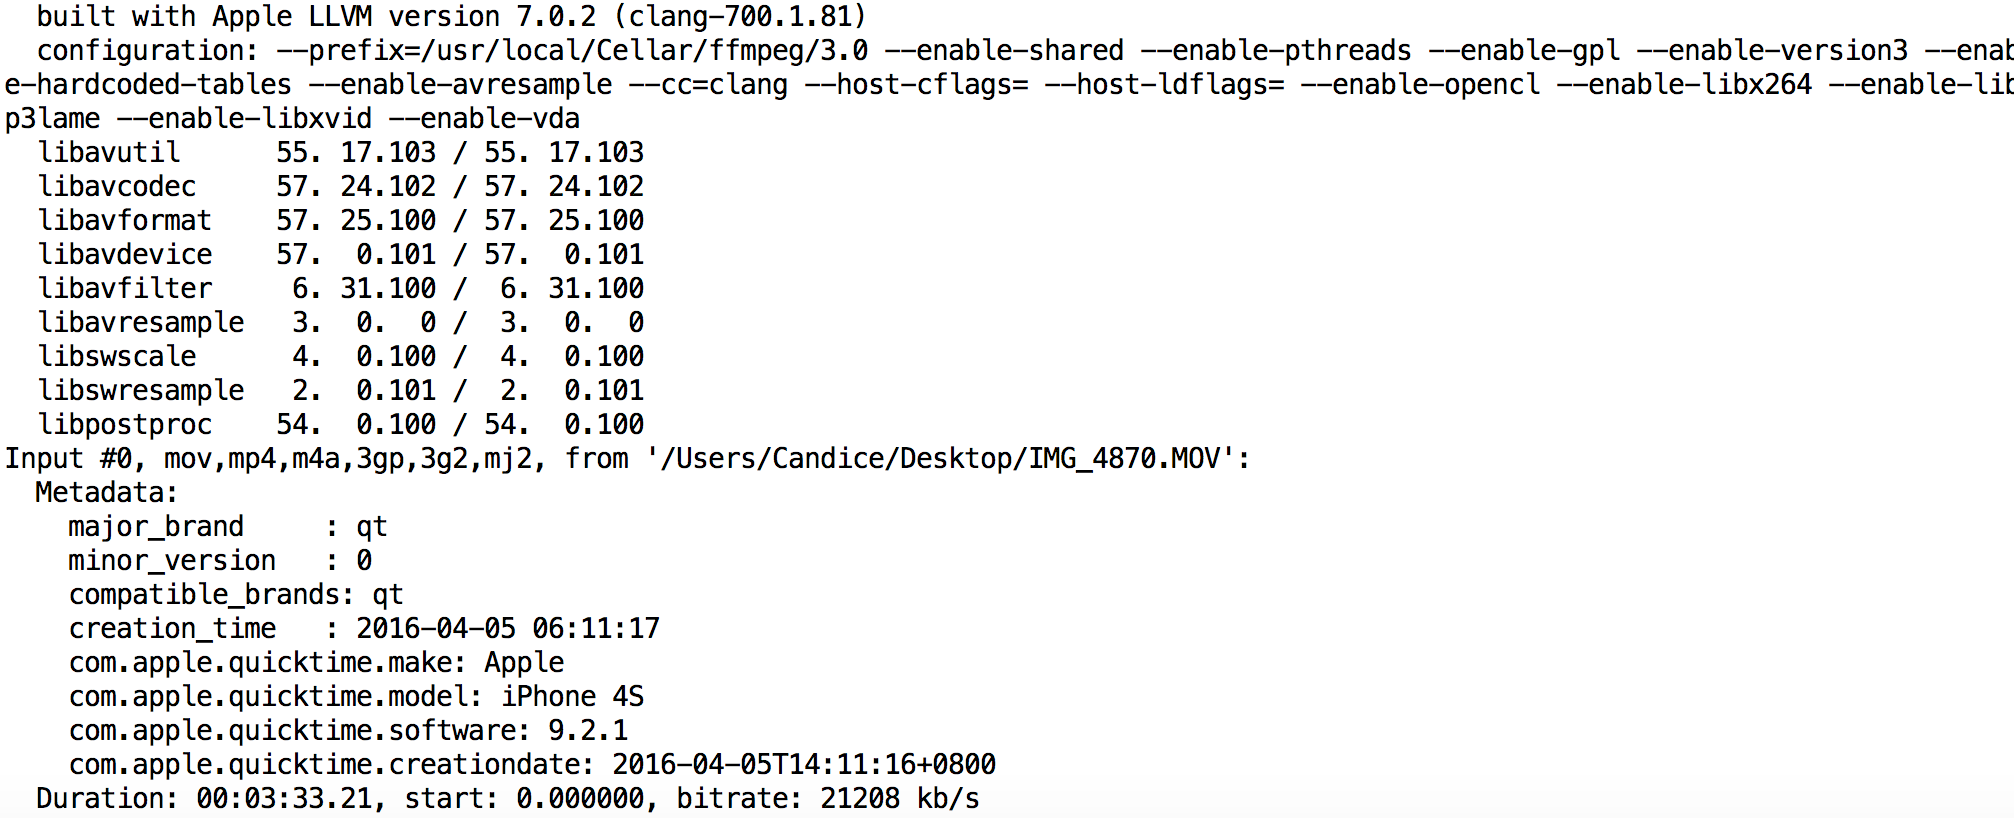 built with Apple LLVM version 7.0.2 (clang-700.1.81)
configuration: --prefix=/usr/local/Cellar/ffmpeg/3.0 --enable-shared --enable-pthreads --enable-gpl --enable-version3 --enab
e-hardcoded-tables --enable-avresample --cc=clang --host-cflags= --host-ldflags= --enable-opencl --enable-libx264 --enable-lib
p3lame --enable-libxvid --enable-vda
libavutil      55. 17.103 / 55. 17.103
libavcodec     57. 24.102 / 57. 24.102
libavformat    57. 25.100 / 57. 25.100
libavdevice    57.  0.101 / 57.  0.101
libavfilter     6. 31.100 /  6. 31.100
libavresample   3.  0.  0 /  3.  0.  0
libswscale      4.  0.100 /  4.  0.100
libswresample   2.  0.101 /  2.  0.101
libpostproc    54.  0.100 / 54.  0.100
Input #0, mov,mp4,m4a,3gp,3g2,mj2, from '/Users/Candice/Desktop/IMG_4870.MOV':
Metadata:
major_brand     : qt
minor_version   : 0
compatible_brands: qt
creation_time   : 2016-04-05 06:11:17
com.apple.quicktime.make: Apple
com.apple.quicktime.model: iPhone 4S
com.apple.quicktime.software: 9.2.1
com.apple.quicktime.creationdate: 2016-04-05T14:11:16+0800
Duration: 00:03:33.21, start: 0.000000, bitrate: 21208 kb/s